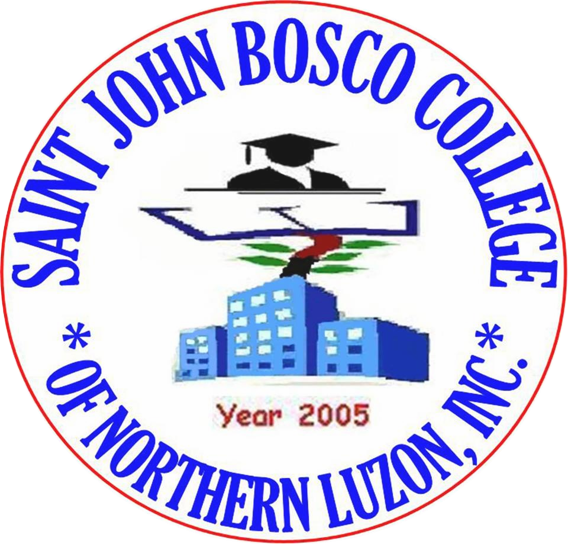 SAINT JOHN BOSCO COLLEGE
Year 2005
* OF NORTHERN LUZON, INC. *